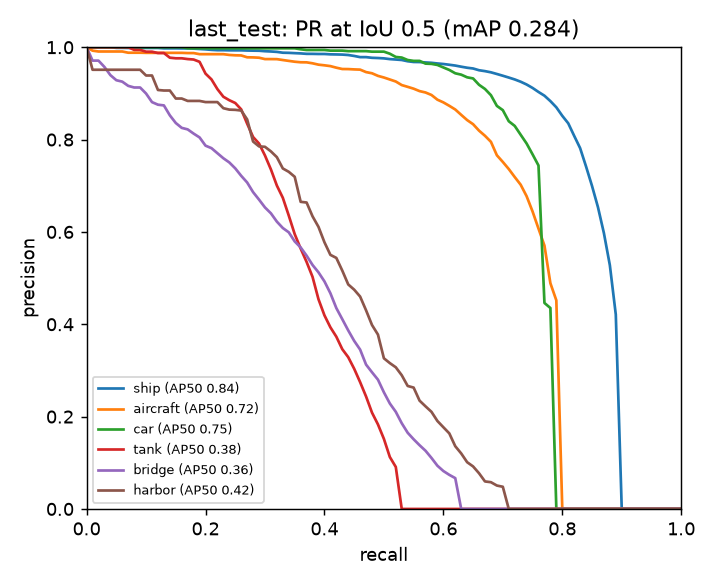 last_test: PR at IoU 0.5 (mAP 0.284)
1.0
0.8
0.6
0.4
0.2
0.0
precision
ship (AP50 0.84)
aircraft (AP50 0.72)
car (AP50 0.75)
tank (AP50 0.38)
bridge (AP50 0.36)
harbor (AP50 0.42)
0.0 0.2 0.4 0.6 0.8 1.0
recall